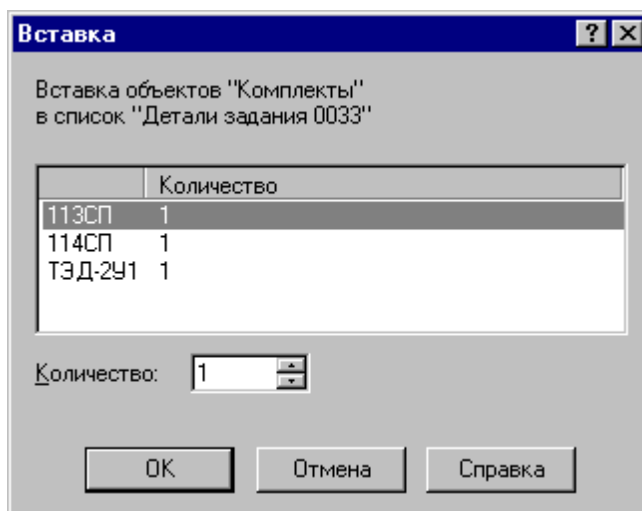 Вставка
Вставка объектов "Комплекты"
в список "Детали задания 0033"
Количество
113СП 1
114СП 1
ТЭД-2У1 1
Количество: 1
OK Отмена Справка